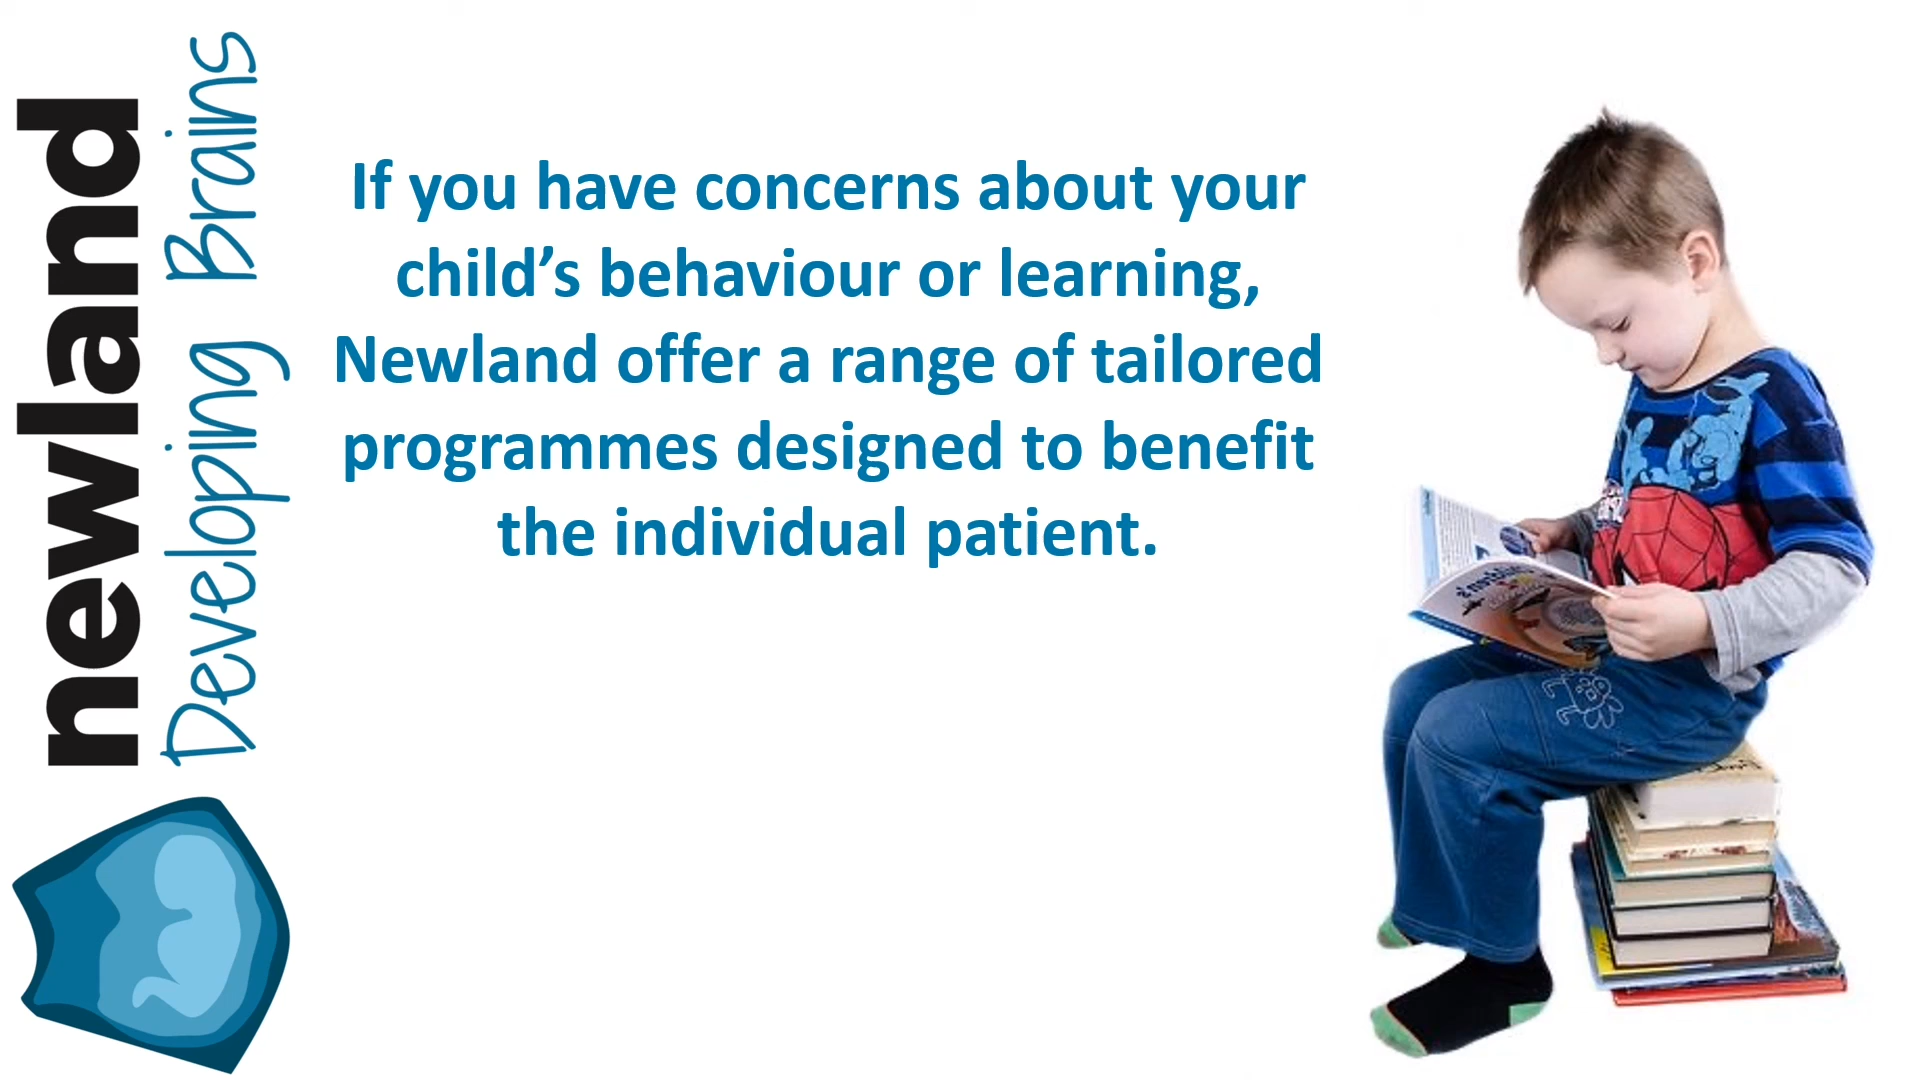 newland
Developing Brains
If you have concerns about your
child’s behaviour or learning,
Newland offer a range of tailored
programmes designed to benefit
the individual patient.